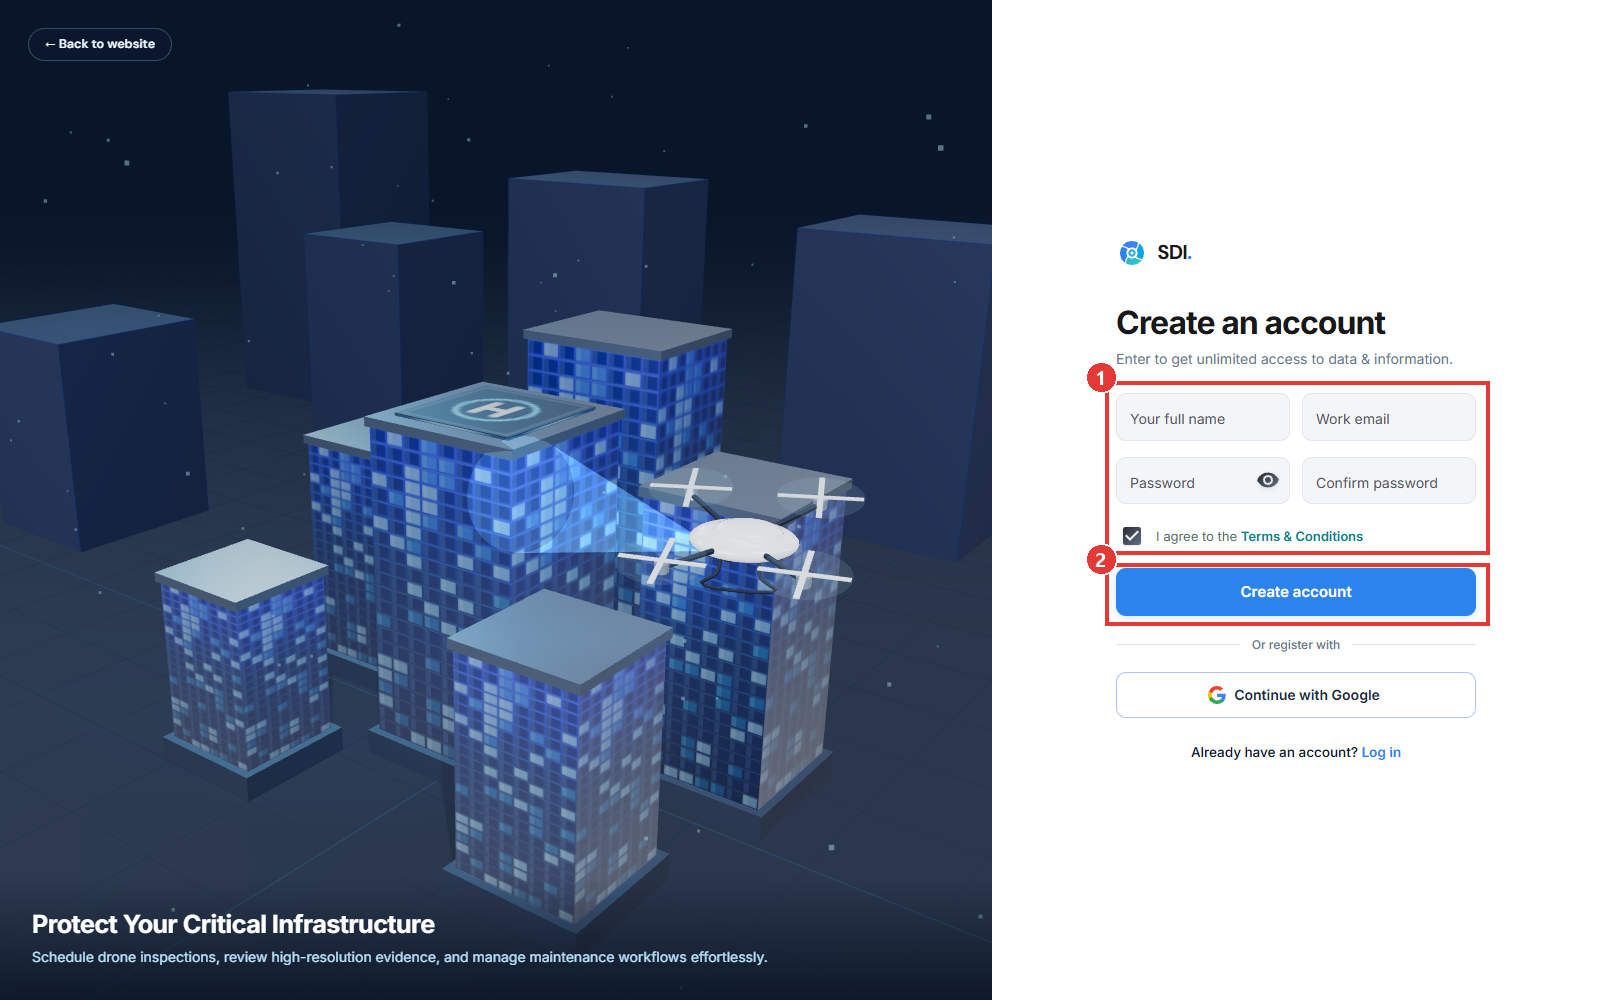 ← Back to website
H
Protect Your Critical Infrastructure
Schedule drone inspections, review high-resolution evidence, and manage maintenance workflows effortlessly.
SDI.
Create an account
Enter to get unlimited access to data & information.
1
Your full name
Work email
Password
Confirm password
I agree to the Terms & Conditions
2
Create account
Or register with
Continue with Google
Already have an account? Log in